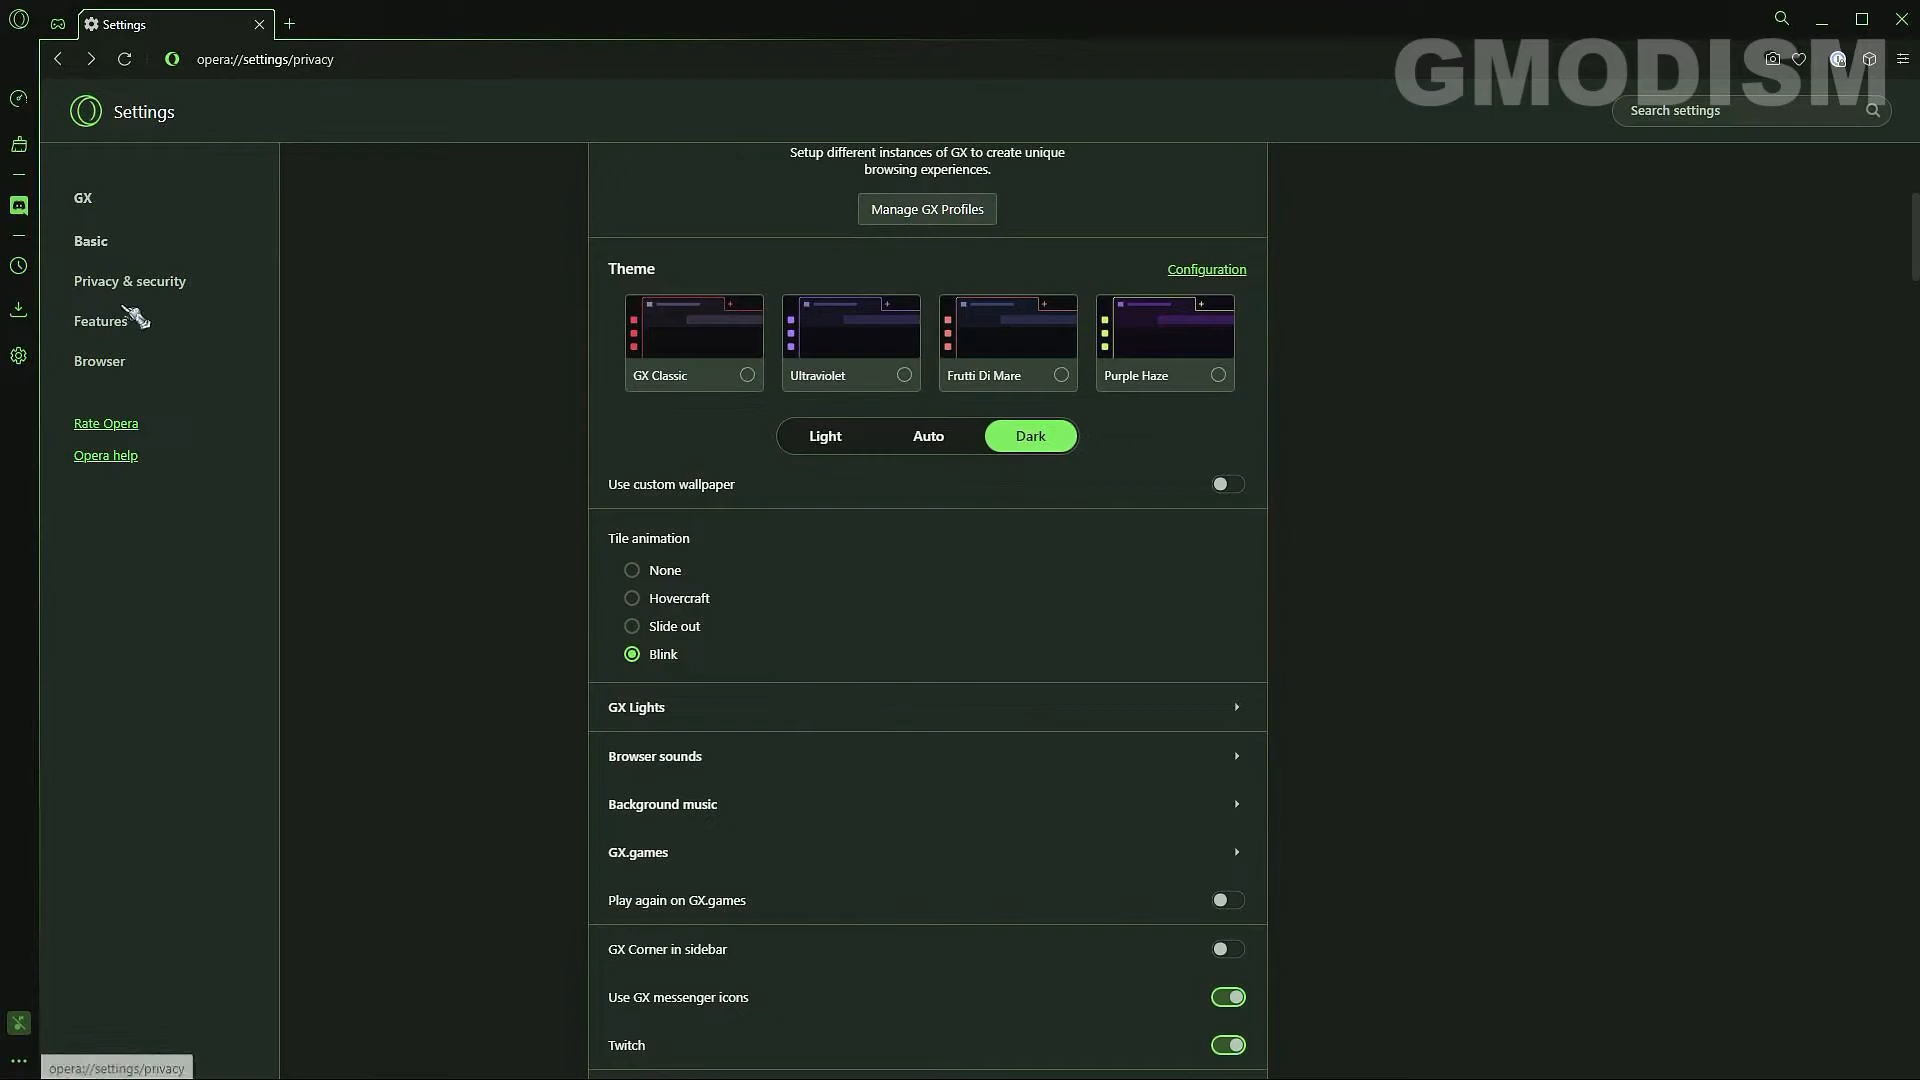 Settings
opera://settings/privacy
GMODISM
Settings
Search settings
GX
Basic
Privacy & security
Features
Browser
Rate Opera
Opera help
Setup different instances of GX to create unique
browsing experiences.
Manage GX Profiles
Theme
Configuration
GX Classic
Ultraviolet
Frutti Di Mare
Purple Haze
Light
Auto
Dark
Use custom wallpaper
Tile animation
None
Hovercraft
Slide out
Blink
GX Lights
Browser sounds
Background music
GX.games
Play again on GX.games
GX Corner in sidebar
Use GX messenger icons
Twitch
opera://settings/privacy